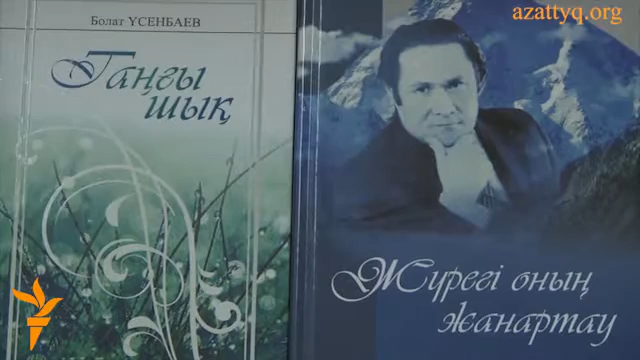 azattyq.org
Болат ҮСЕНБАЕВ
Таңғы
шық
Жүрегі оның
жанартау